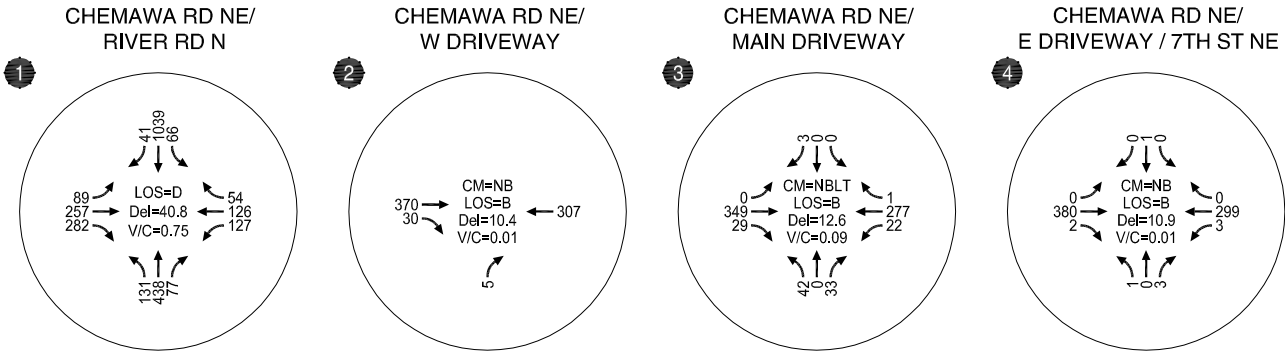 CHEMAWA RD NE/
RIVER RD N
1
41
1039
66
89
257
282
LOS=D
Del=40.8
V/C=0.75
54
126
127
131
438
77
CHEMAWA RD NE/
W DRIVEWAY
2
370
30
CM=NB
LOS=B
Del=10.4
V/C=0.01
307
5
CHEMAWA RD NE/
MAIN DRIVEWAY
3
3
0
0
0
349
29
CM=NBLT
LOS=B
Del=12.6
V/C=0.09
1
277
22
42
0
33
CHEMAWA RD NE/
E DRIVEWAY / 7TH ST NE
4
0
1
0
0
380
2
CM=NB
LOS=B
Del=10.9
V/C=0.01
0
299
3
1
0
3